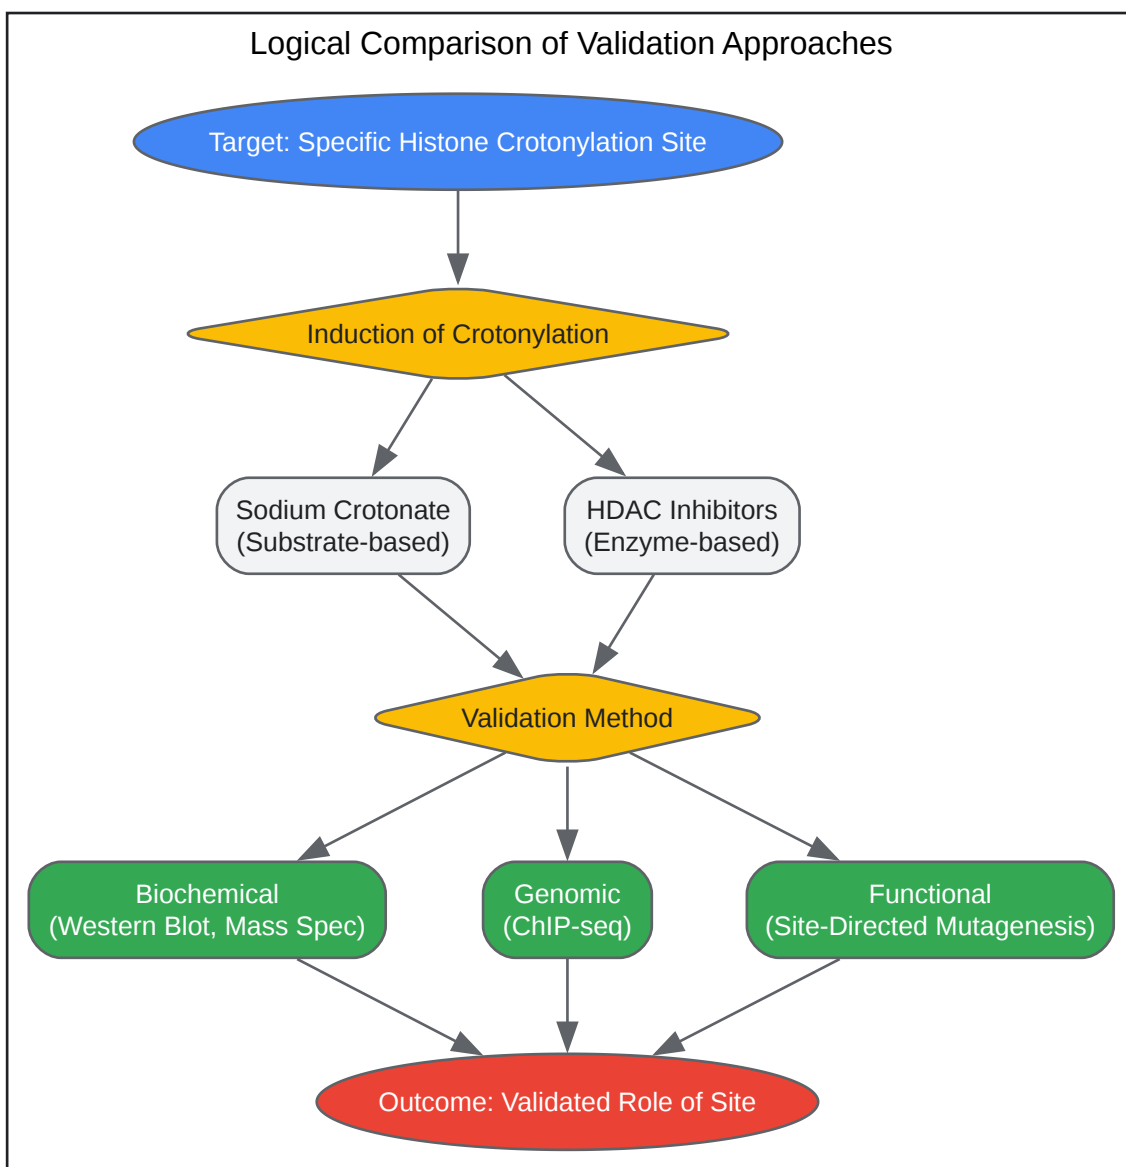 Logical Comparison of Validation Approaches
Target: Specific Histone Crotonylation Site
Induction of Crotonylation
Sodium Crotonate
(Substrate-based)
HDAC Inhibitors
(Enzyme-based)
Validation Method
Biochemical
(Western Blot, Mass Spec)
Genomic
(ChIP-seq)
Functional
(Site-Directed Mutagenesis)
Outcome: Validated Role of Site